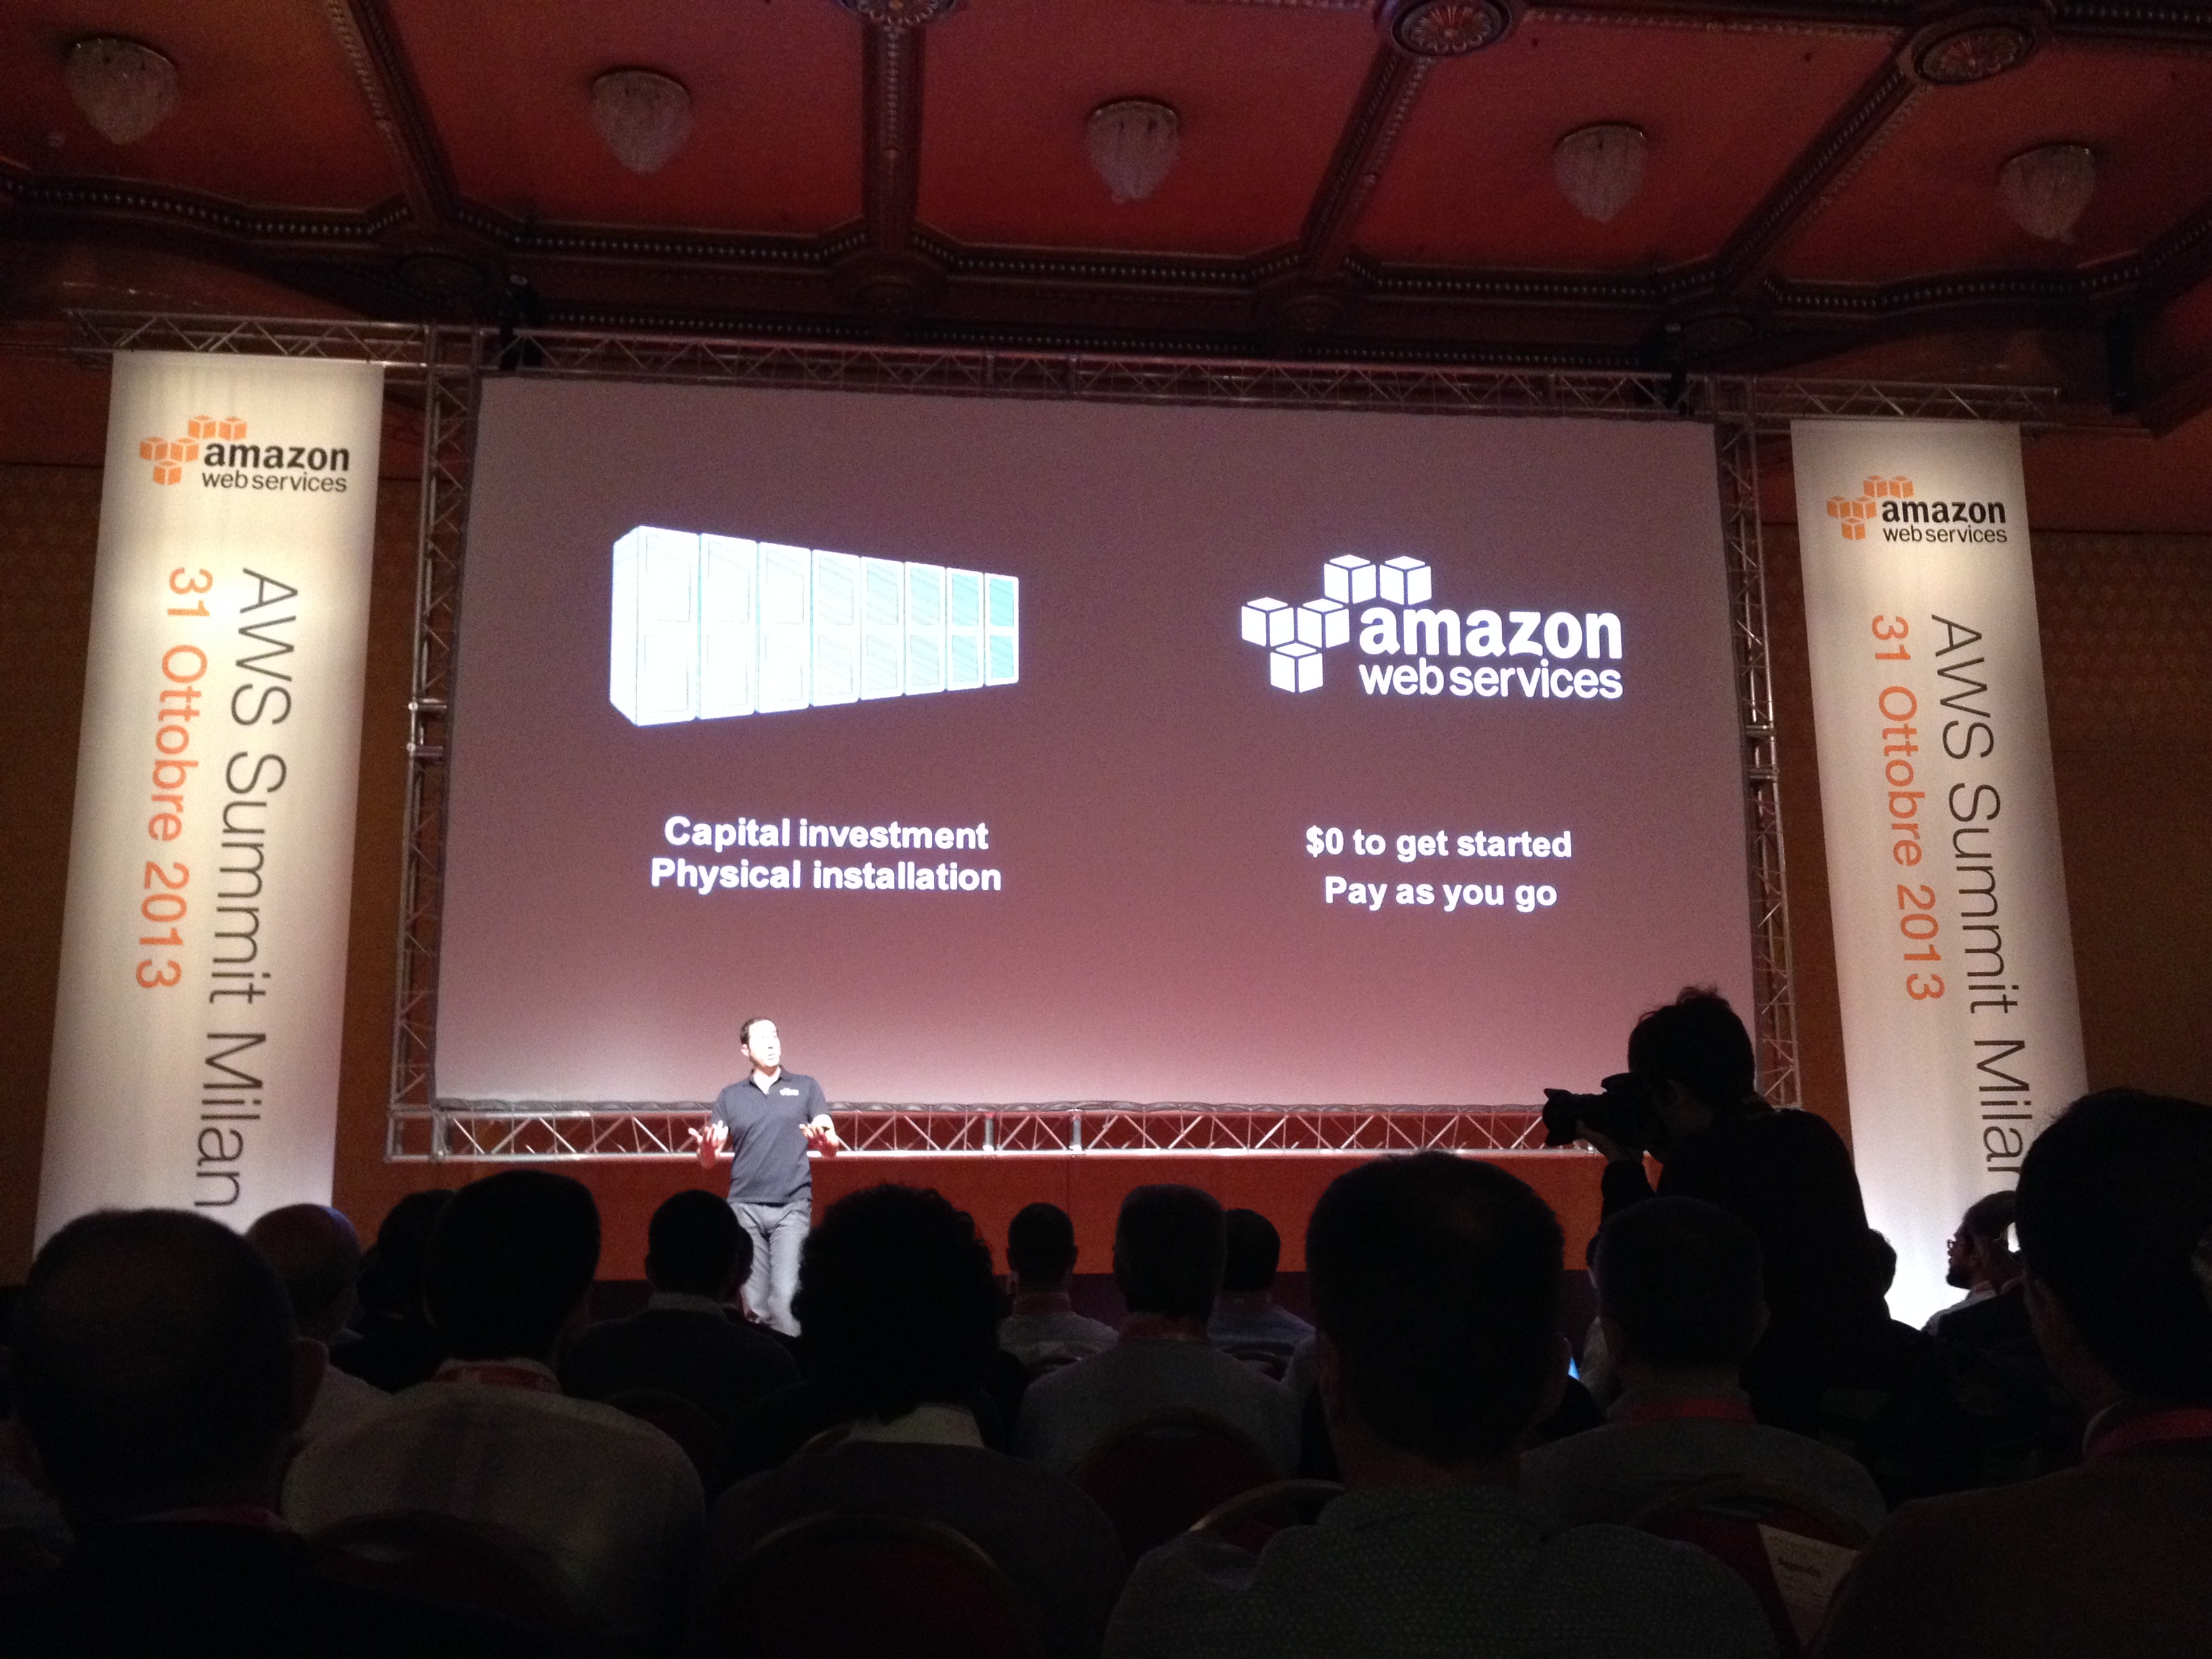 amazon
web services
AWS Summit Milan
31 Ottobre 2013
Capital investment
Physical installation
amazon
web services
$0 to get started
Pay as you go
amazon
web services
AWS Summit Milan
31 Ottobre 2013